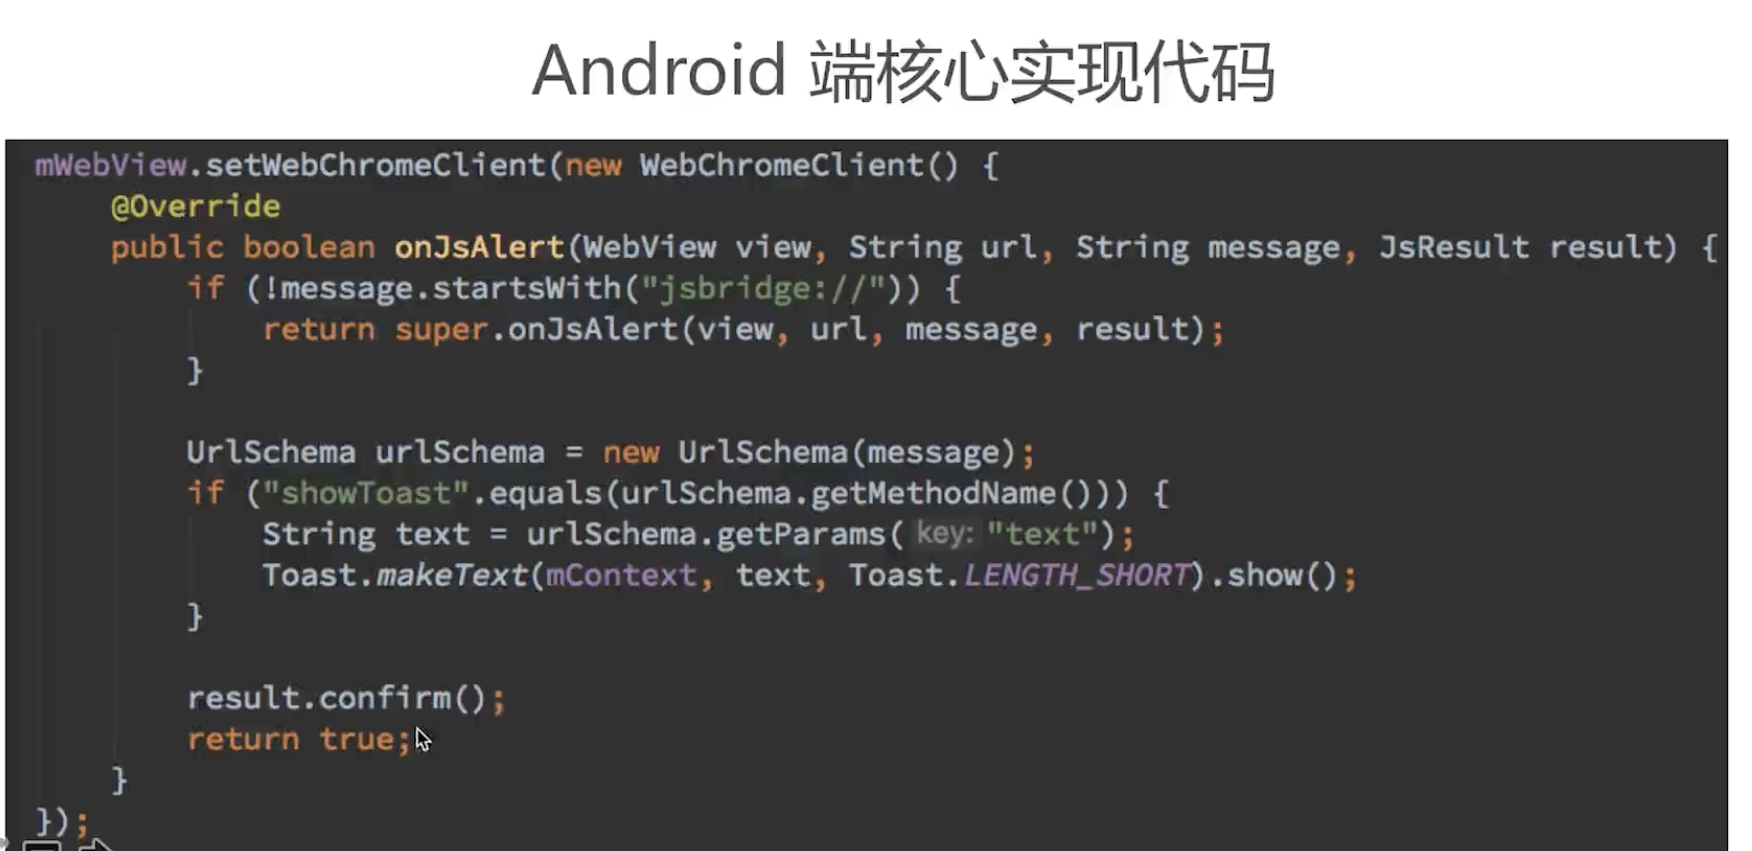 Android 端核心实现代码
mWebView.setWebChromeClient(new WebChromeClient() {
@Override
public boolean onJsAlert(WebView view, String url, String message, JsResult result) {
if (!message.startsWith("jsbridge://")) {
return super.onJsAlert(view, url, message, result);
}
UrlSchema urlSchema = new UrlSchema(message);
if ("showToast".equals(urlSchema.getMethodName())) {
String text = urlSchema.getParams( key: "text");
Toast.makeText(mContext, text, Toast.LENGTH_SHORT).show();
}
result.confirm();
return true;
}
});